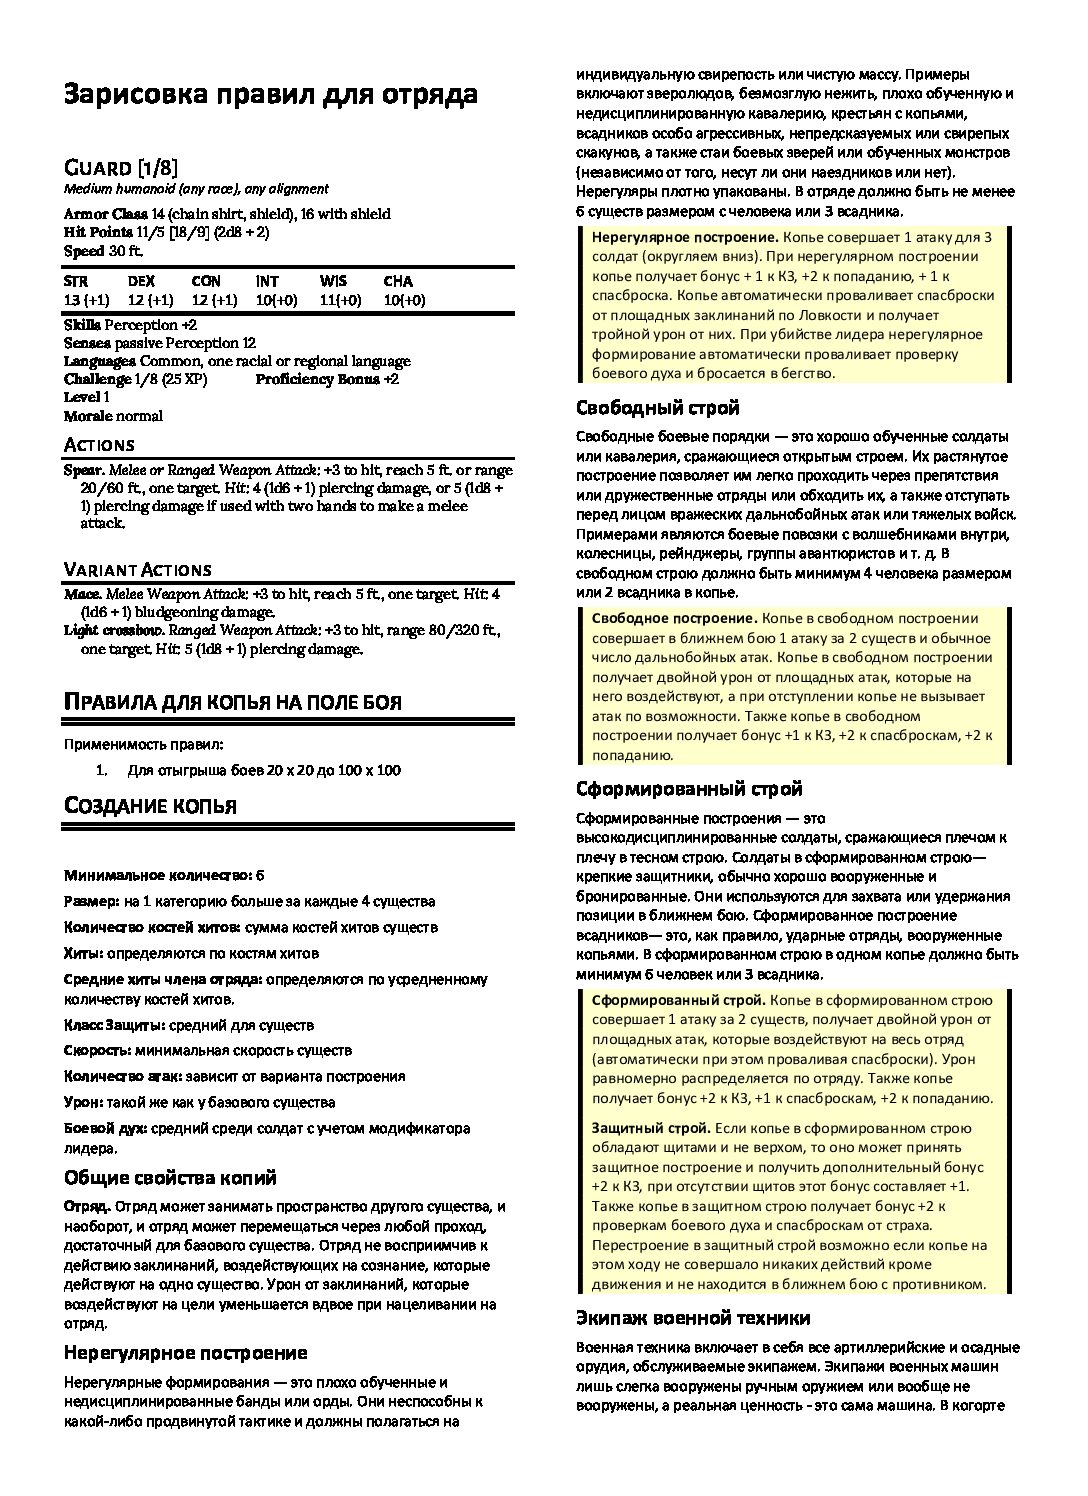 Зарисовка правил для отряда
GUARD [1/8]
Medium humanoid (any race), any alignment
Armor Class 14 (chain shirt, shield), 16 with shield
Hit Points 11/5 [18/9] (2d8 + 2)
Speed 30 ft.
STR DEX CON INT WIS CHA
13 (+1) 12 (+1) 12 (+1) 10(+0) 11(+0) 10(+0)
Skills Perception +2
Senses passive Perception 12
Languages Common, one racial or regional language
Challenge 1/8 (25 XP) Proficiency Bonus +2
Level 1
Morale normal
ACTIONS
Spear. Melee or Ranged Weapon Attack: +3 to hit, reach 5 ft. or range
20/60 ft., one target. Hit: 4 (1d6 + 1) piercing damage, or 5 (1d8 +
1) piercing damage if used with two hands to make a melee
attack.
VARIANT ACTIONS
Mace. Melee Weapon Attack: +3 to hit, reach 5 ft., one target. Hit: 4
(1d6 + 1) bludgeoning damage.
Light crossbow. Ranged Weapon Attack: +3 to hit, range 80/320 ft.,
one target. Hit: 5 (1d8 + 1) piercing damage.
ПРАВИЛА ДЛЯ КОПЬЯ НА ПОЛЕ БОЯ
Применимость правил:
1. Для отыгрыша боев 20 x 20 до 100 x 100
СОЗДАНИЕ КОПЬЯ
Минимальное количество: 6
Размер: на 1 категорию больше за каждые 4 существа
Количество костей хитов: сумма костей хитов существ
Хиты: определяются по костям хитов
Средние хиты члена отряда: определяются по усредненному
количеству костей хитов.
Класс Защиты: средний для существ
Скорость: минимальная скорость существ
Количество атак: зависит от варианта построения
Урон: такой же как у базового существа
Боевой дух: средний среди солдат с учетом модификатора
лидера.
Общие свойства копий
Отряд. Отряд может занимать пространство другого существа, и
наоборот, и отряд может перемещаться через любой проход,
достаточный для базового существа. Отряд не восприимчив к
действию заклинаний, воздействующих на сознание, которые
действуют на одно существо. Урон от заклинаний, которые
воздействуют на цели уменьшается вдвое при нацеливании на
отряд.
Нерегулярное построение
Нерегулярные формирования — это плохо обученные и
недисциплинированные банды или орды. Они неспособны к
какой-либо продвинутой тактике и должны полагаться на
индивидуальную свирепость или чистую массу. Примеры
включают зверолюдов, безмозглую нежить, плохо обученную и
недисциплинированную кавалерию, крестьян с копьями,
всадников особо агрессивных, непредсказуемых или свирепых
скакунов, а также стаи боевых зверей или обученных монстров
(независимо от того, несут ли они наездников или нет).
Нерегуляры плотно упакованы. В отряде должно быть не менее
6 существ размером с человека или 3 всадника.
Нерегулярное построение. Копье совершает 1 атаку для 3
солдат (округляем вниз). При нерегулярном построении
копье получает бонус + 1 к КЗ, +2 к попаданию, + 1 к
спасброска. Копье автоматически проваливает спасброски
от площадных заклинаний по Ловкости и получает
тройной урон от них. При убийстве лидера нерегулярное
формирование автоматически проваливает проверку
боевого духа и бросается в бегство.
Свободный строй
Свободные боевые порядки — это хорошо обученные солдаты
или кавалерия, сражающиеся открытым строем. Их растянутое
построение позволяет им легко проходить через препятствия
или дружественные отряды или обходить их, а также отступать
перед лицом вражеских дальнобойных атак или тяжелых войск.
Примерами являются боевые повозки с волшебниками внутри,
колесницы, рейнджеры, группы авантюристов и т. д. В
свободном строю должно быть минимум 4 человека размером
или 2 всадника в копье.
Свободное построение. Копье в свободном построении
совершает в ближнем бою 1 атаку за 2 существ и обычное
число дальнобойных атак. Копье в свободном построении
получает двойной урон от площадных атак, которые на
него воздействуют, а при отступлении копье не вызывает
атак по возможности. Также копье в свободном
построении получает бонус +1 к КЗ, +2 к спасброскам, +2 к
попаданию.
Сформированный строй
Сформированные построения — это
высокодисциплинированные солдаты, сражающиеся плечом к
плечу в тесном строю. Солдаты в сформированном строю—
крепкие защитники, обычно хорошо вооруженные и
бронированные. Они используются для захвата или удержания
позиции в ближнем бою. Сформированное построение
всадников— это, как правило, ударные отряды, вооруженные
копьями. В сформированном строю в одном копье должно быть
минимум 6 человек или 3 всадника.
Сформированный строй. Копье в сформированном строю
совершает 1 атаку за 2 существ, получает двойной урон от
площадных атак, которые воздействуют на весь отряд
(автоматически при этом проваливая спасброски). Урон
равномерно распределяется по отряду. Также копье
получает бонус +2 к КЗ, +1 к спасброскам, +2 к попаданию.
Защитный строй. Если копье в сформированном строю
обладают щитами и не верхом, то оно может принять
защитное построение и получить дополнительный бонус
+2 к КЗ, при отсутствии щитов этот бонус составляет +1.
Также копье в защитном строю получает бонус +2 к
проверкам боевого духа и спасброскам от страха.
Перестроение в защитный строй возможно если копье на
этом ходу не совершало никаких действий кроме
движения и не находится в ближнем бою с противником.
Экипаж военной техники
Военная техника включает в себя все артиллерийские и осадные
орудия, обслуживаемые экипажем. Экипажи военных машин
лишь слегка вооружены ручным оружием или вообще не
вооружены, а реальная ценность - это сама машина. В когорте